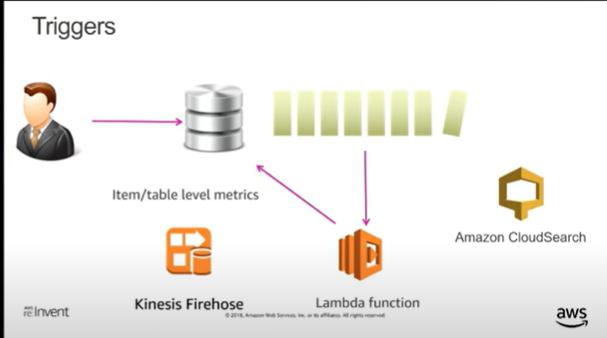 Triggers
Item/table level metrics
Amazon CloudSearch
Kinesis Firehose
Lambda function
© 2018, Amazon Web Services, Inc. or its affiliates. All rights reserved.
AWS
re:Invent
aws